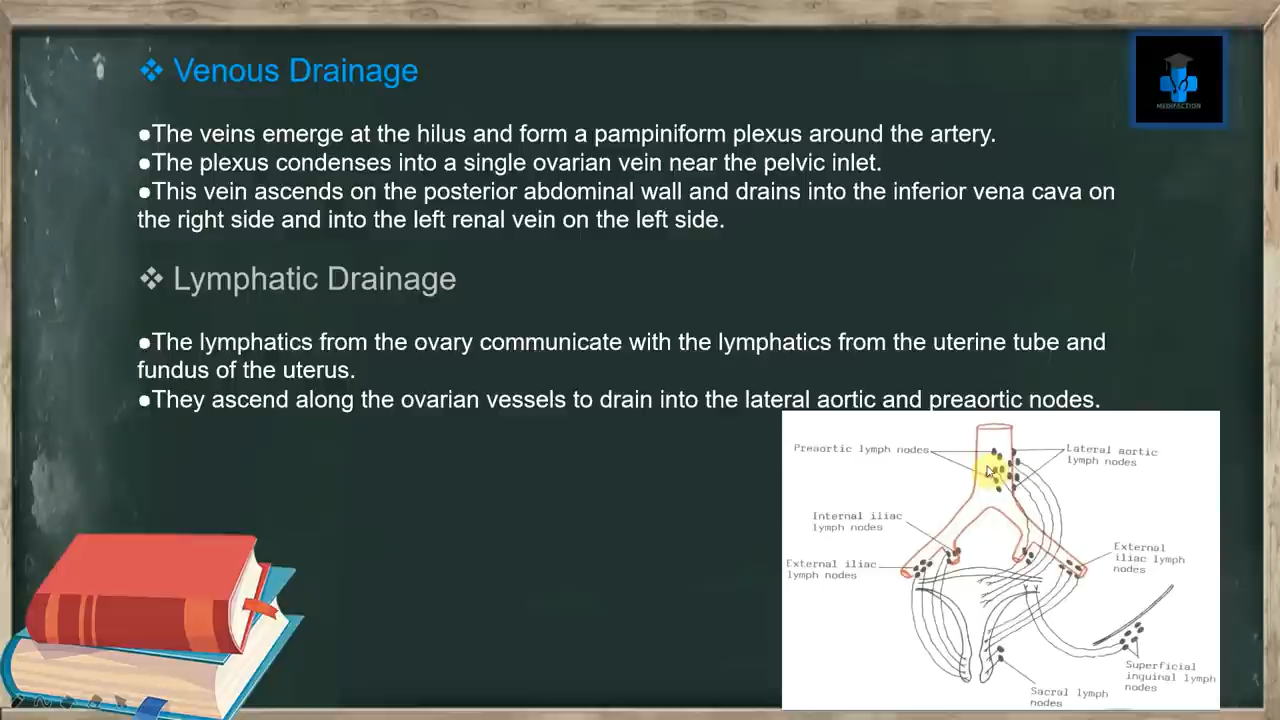 ❖ Venous Drainage
MEDIFACTION
●The veins emerge at the hilus and form a pampiniform plexus around the artery.
●The plexus condenses into a single ovarian vein near the pelvic inlet.
●This vein ascends on the posterior abdominal wall and drains into the inferior vena cava on
the right side and into the left renal vein on the left side.
❖ Lymphatic Drainage
●The lymphatics from the ovary communicate with the lymphatics from the uterine tube and
fundus of the uterus.
●They ascend along the ovarian vessels to drain into the lateral aortic and preaortic nodes.
Preaortic lymph nodes
Lateral aortic
lymph nodes
Internal iliac
lymph nodes
External iliac
lymph nodes
External
iliac lymph
nodes
Superficial
inguinal lymph
nodes
Sacral lymph
nodes